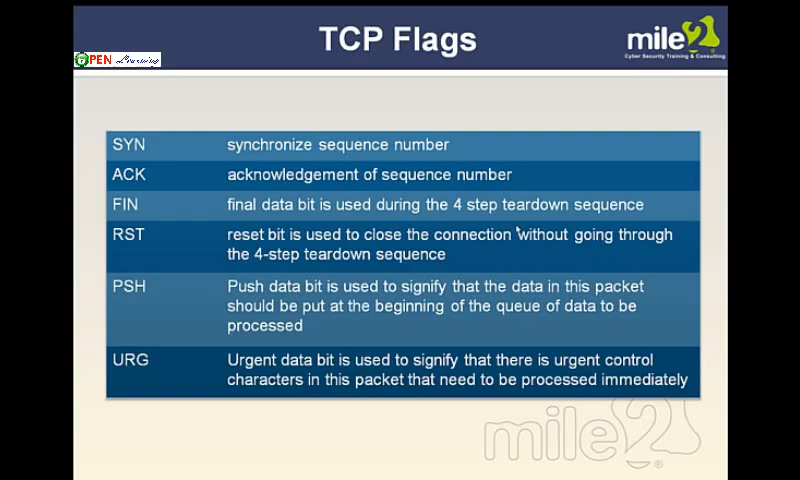 TCP Flags
mile2
Cyber Security Training & Consulting
OPEN Learning
SYN synchronize sequence number
ACK acknowledgement of sequence number
FIN final data bit is used during the 4 step teardown sequence
RST reset bit is used to close the connection without going through
the 4-step teardown sequence
PSH Push data bit is used to signify that the data in this packet
should be put at the beginning of the queue of data to be
processed
URG Urgent data bit is used to signify that there is urgent control
characters in this packet that need to be processed immediately
mile2®